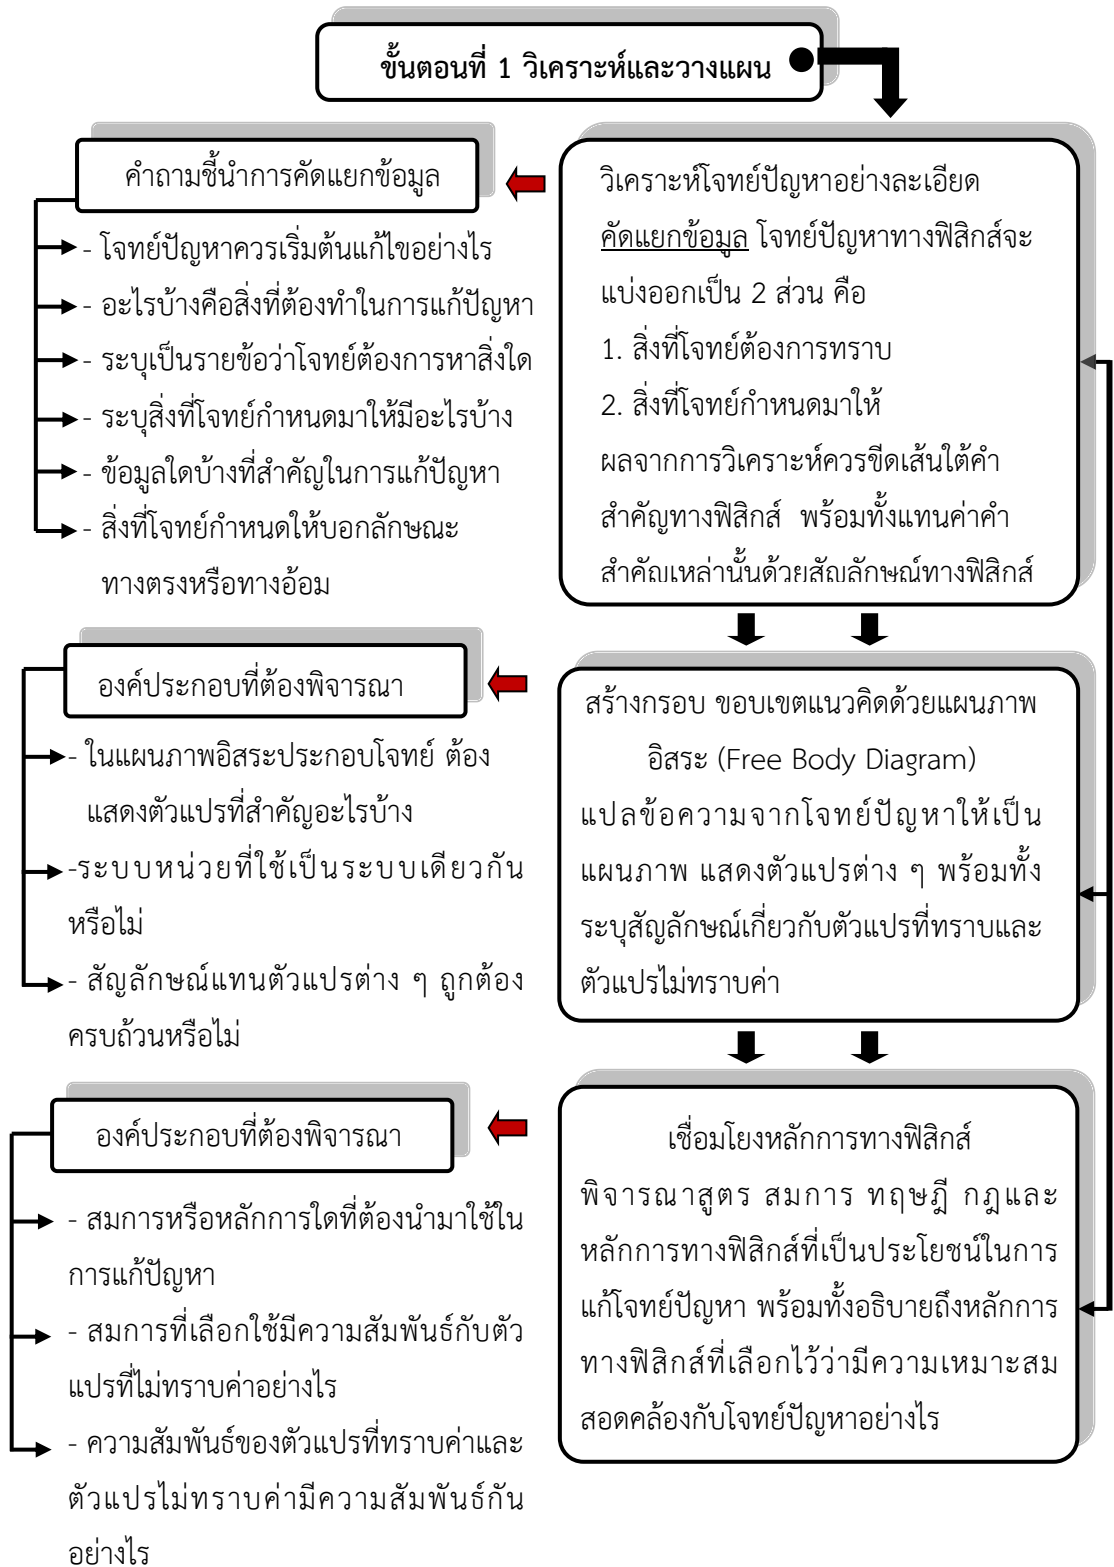 ขั้นตอนที่ 1 วิเคราะห์และวางแผน
วิเคราะห์โจทย์ปัญหาอย่างละเอียด
คัดแยกข้อมูล โจทย์ปัญหาทางฟิสิกส์จะ
แบ่งออกเป็น 2 ส่วน คือ
1. สิ่งที่โจทย์ต้องการทราบ
2. สิ่งที่โจทย์กำหนดมาให้
ผลจากการวิเคราะห์ควรขีดเส้นใต้คำ
สำคัญทางฟิสิกส์ พร้อมทั้งแทนค่าคำ
สำคัญเหล่านั้นด้วยสัญลักษณ์ทางฟิสิกส์
คำถามชี้นำการคัดแยกข้อมูล
- โจทย์ปัญหาควรเริ่มต้นแก้ไขอย่างไร
- อะไรบ้างคือสิ่งที่ต้องทำในการแก้ปัญหา
- ระบุเป็นรายข้อว่าโจทย์ต้องการหาสิ่งใด
- ระบุสิ่งที่โจทย์กำหนดมาให้มีอะไรบ้าง
- ข้อมูลใดบ้างที่สำคัญในการแก้ปัญหา
- สิ่งที่โจทย์กำหนดให้บอกลักษณะ
ทางตรงหรือทางอ้อม
สร้างกรอบ ขอบเขตแนวคิดด้วยแผนภาพ
อิสระ (Free Body Diagram)
แปลข้อความจากโจทย์ปัญหาให้เป็น
แผนภาพ แสดงตัวแปรต่าง ๆ พร้อมทั้ง
ระบุสัญลักษณ์เกี่ยวกับตัวแปรที่ทราบและ
ตัวแปรไม่ทราบค่า
องค์ประกอบที่ต้องพิจารณา
- ในแผนภาพอิสระประกอบโจทย์ ต้อง
แสดงตัวแปรที่สำคัญอะไรบ้าง
-ระบบหน่วยที่ใช้เป็นระบบเดียวกัน
หรือไม่
- สัญลักษณ์แทนตัวแปรต่าง ๆ ถูกต้อง
ครบถ้วนหรือไม่
เชื่อมโยงหลักการทางฟิสิกส์
พิจารณาสูตร สมการ ทฤษฎี กฎและ
หลักการทางฟิสิกส์ที่เป็นประโยชน์ในการ
แก้โจทย์ปัญหา พร้อมทั้งอธิบายถึงหลักการ
ทางฟิสิกส์ที่เลือกไว้ว่ามีความเหมาะสม
สอดคล้องกับโจทย์ปัญหาอย่างไร
องค์ประกอบที่ต้องพิจารณา
- สมการหรือหลักการใดที่ต้องนำมาใช้ใน
การแก้ปัญหา
- สมการที่เลือกใช้มีความสัมพันธ์กับตัว
แปรที่ไม่ทราบค่าอย่างไร
- ความสัมพันธ์ของตัวแปรที่ทราบค่าและ
ตัวแปรไม่ทราบค่ามีความสัมพันธ์กัน
อย่างไร